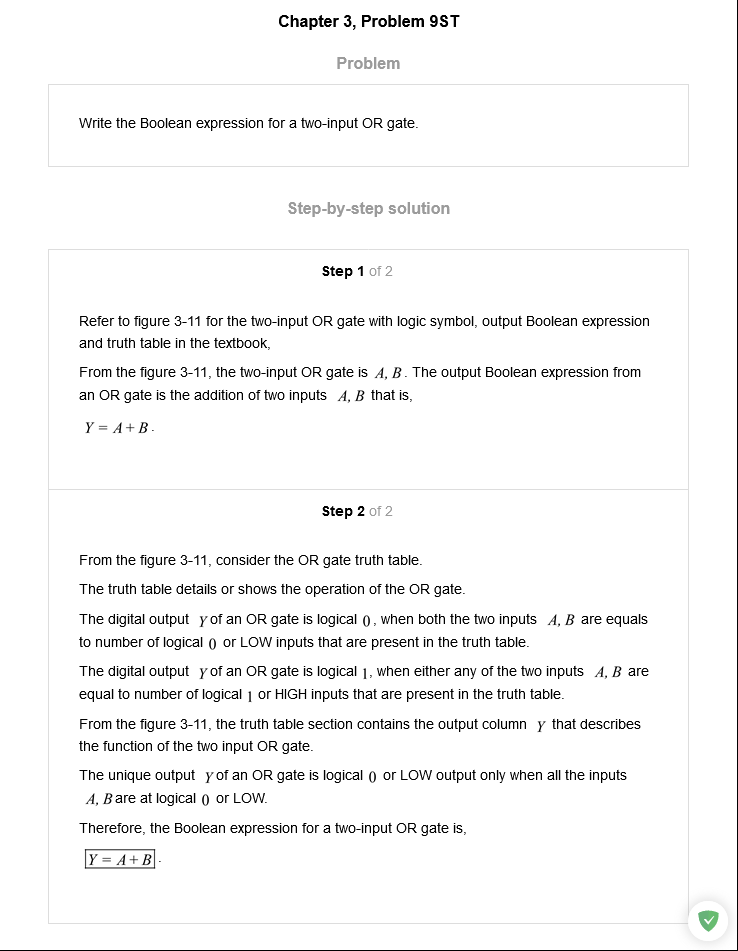 Chapter 3, Problem 9ST
Problem
Write the Boolean expression for a two-input OR gate.
Step-by-step solution
Step 1 of 2
Refer to figure 3-11 for the two-input OR gate with logic symbol, output Boolean expression
and truth table in the textbook,
From the figure 3-11, the two-input OR gate is A, B. The output Boolean expression from
an OR gate is the addition of two inputs A, B that is,
Y = A + B.
Step 2 of 2
From the figure 3-11, consider the OR gate truth table.
The truth table details or shows the operation of the OR gate.
The digital output Y of an OR gate is logical 0, when both the two inputs A, B are equals
to number of logical 0 or LOW inputs that are present in the truth table.
The digital output Y of an OR gate is logical 1, when either any of the two inputs A, B are
equal to number of logical 1 or HIGH inputs that are present in the truth table.
From the figure 3-11, the truth table section contains the output column Y that describes
the function of the two input OR gate.
The unique output Y of an OR gate is logical 0 or LOW output only when all the inputs
A, B are at logical 0 or LOW.
Therefore, the Boolean expression for a two-input OR gate is,
Y = A + B.